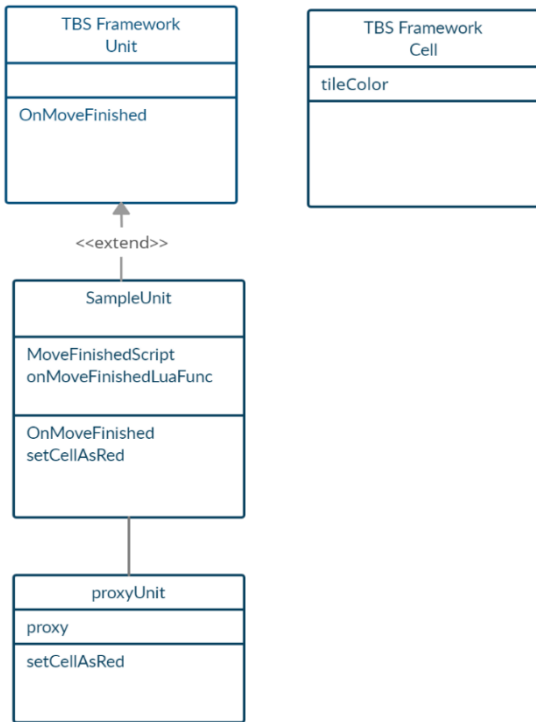 TBS Framework
Unit
OnMoveFinished
TBS Framework
Cell
tileColor
<<extend>>
SampleUnit
MoveFinishedScript
onMoveFinishedLuaFunc
OnMoveFinished
setCellAsRed
proxyUnit
proxy
setCellAsRed